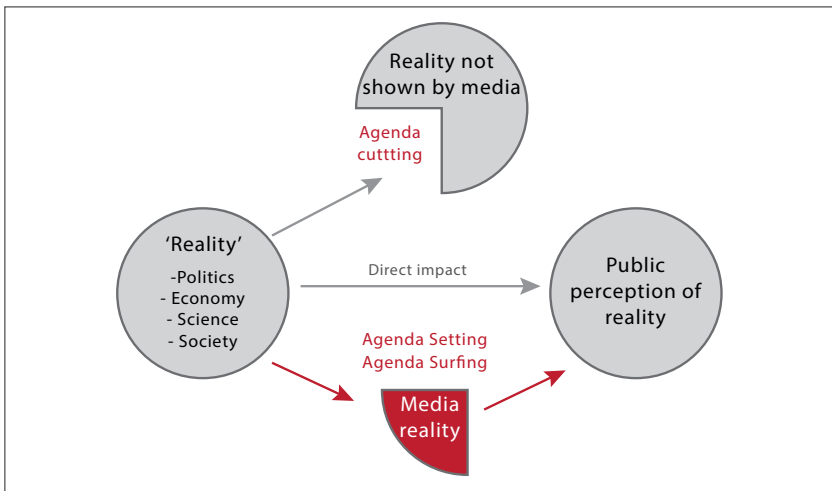 Reality not
shown by media
Agenda
cuttting
'Reality'
-Politics
- Economy
- Science
- Society
Direct impact
Public
perception of
reality
Agenda Setting
Agenda Surfing
Media
reality